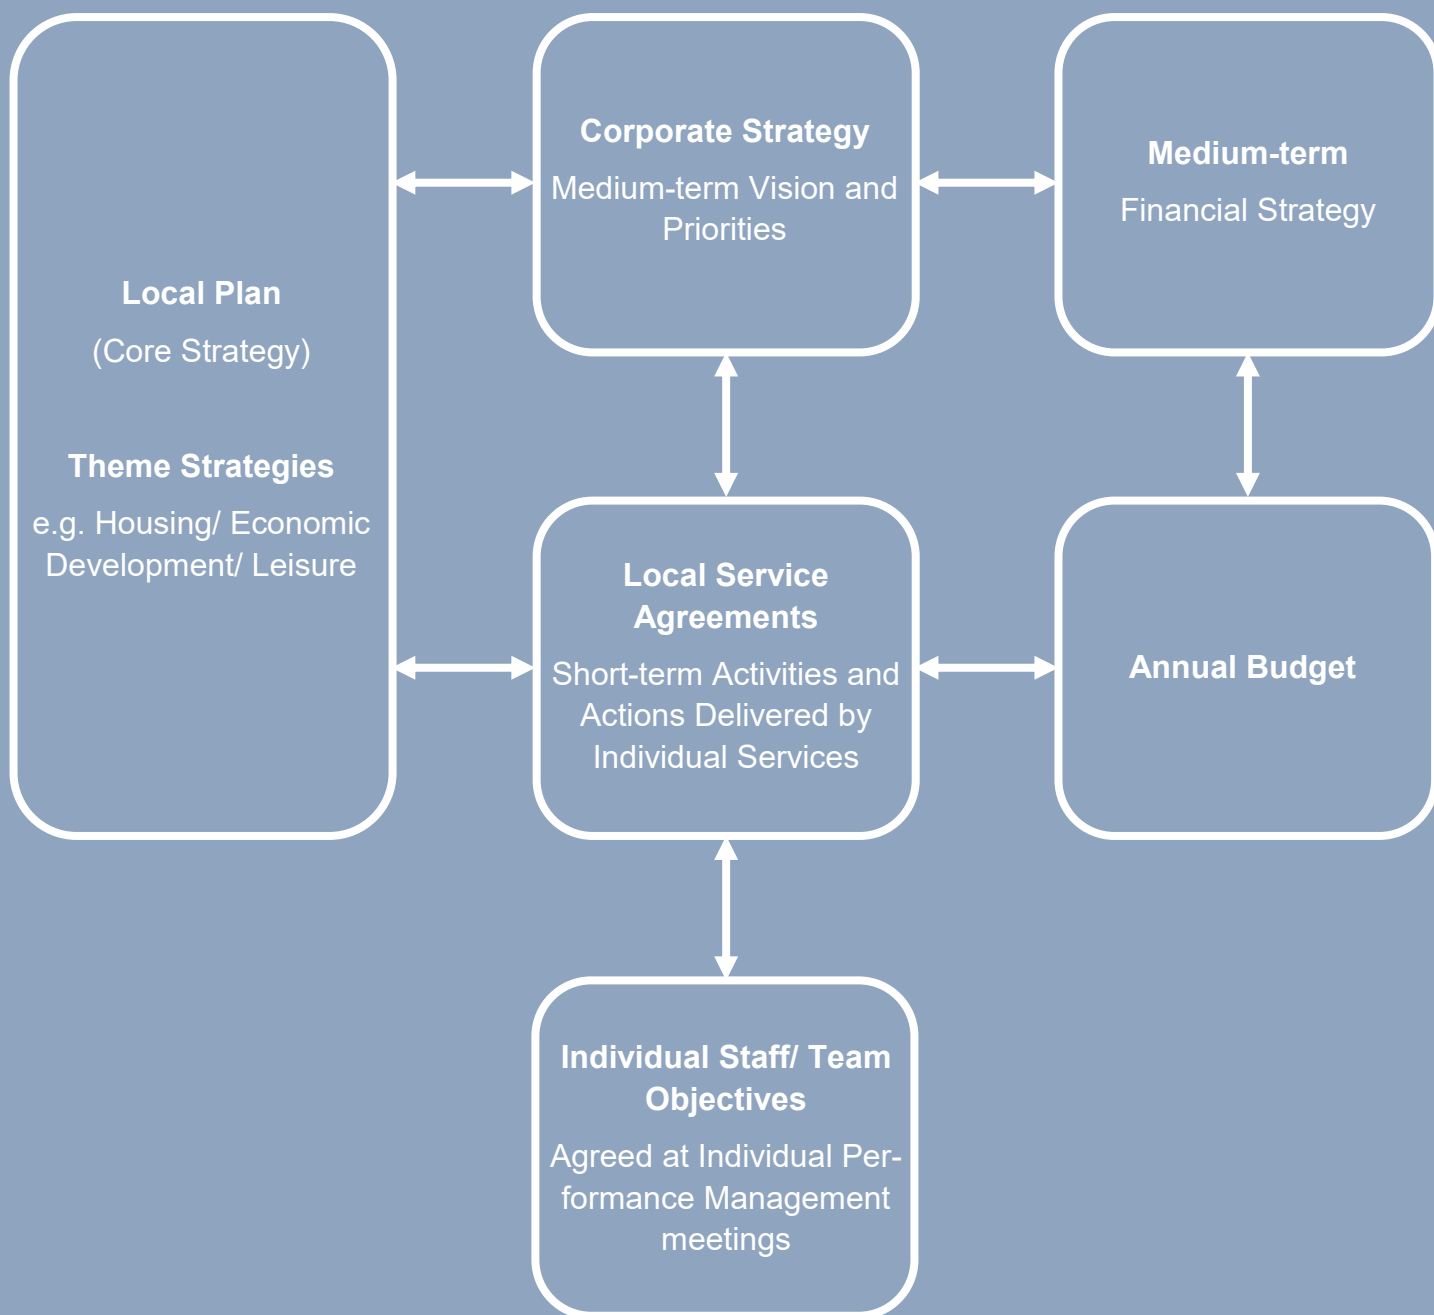 Local Plan
(Core Strategy)
Theme Strategies
e.g. Housing/ Economic
Development/ Leisure
Corporate Strategy
Medium-term Vision and
Priorities
Medium-term
Financial Strategy
Local Service
Agreements
Short-term Activities and
Actions Delivered by
Individual Services
Annual Budget
Individual Staff/ Team
Objectives
Agreed at Individual Per-
formance Management
meetings